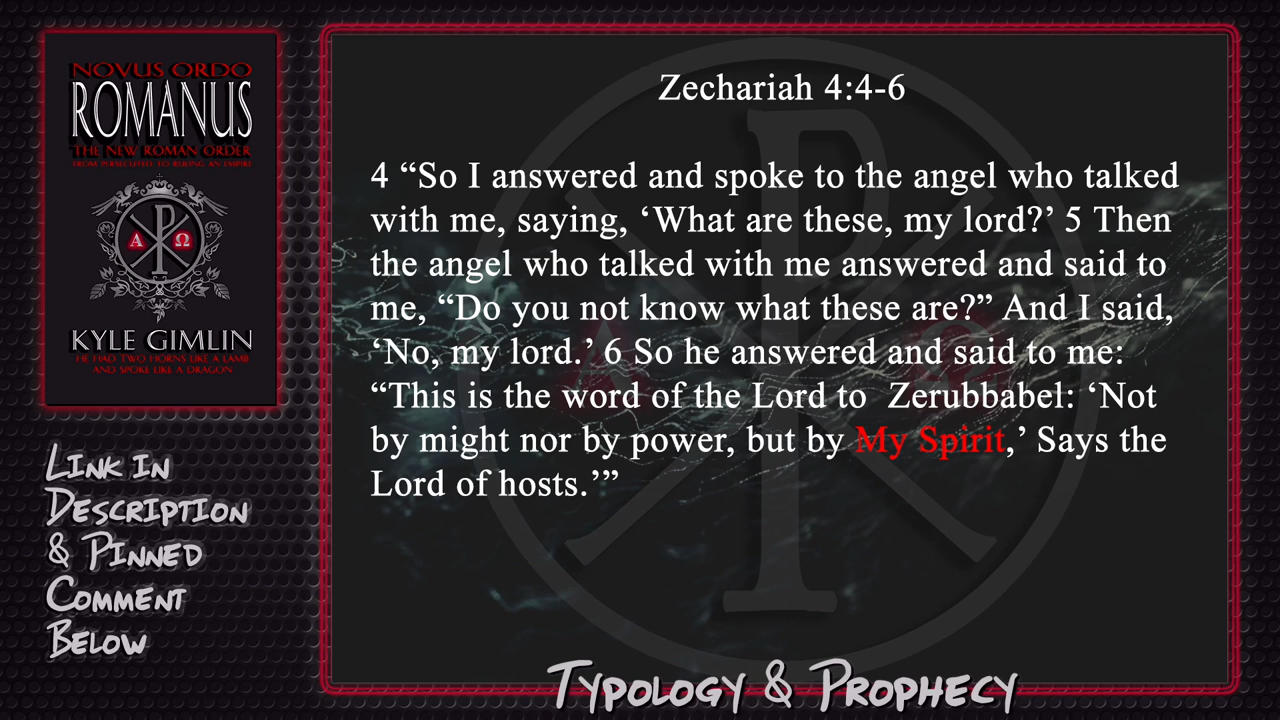 NOVUS ORDO
ROMANUS
THE NEW ROMAN ORDER
FROM PERSECUTED TO RULING AN EMPIRE
Α Ω
KYLE GIMLIN
HE HAD TWO HORNS LIKE A LAMB
AND SPOKE LIKE A DRAGON
LINK IN
DESCRIPTION
& PINNED
COMMENT
BELOW
Zechariah 4:4-6
4 “So I answered and spoke to the angel who talked
with me, saying, ‘What are these, my lord?’ 5 Then
the angel who talked with me answered and said to
me, “Do you not know what these are?” And I said,
‘No, my lord.’ 6 So he answered and said to me:
“This is the word of the Lord to  Zerubbabel: ‘Not
by might nor by power, but by My Spirit,’ Says the
Lord of hosts.’”
TYPOLOGY & PROPHECY